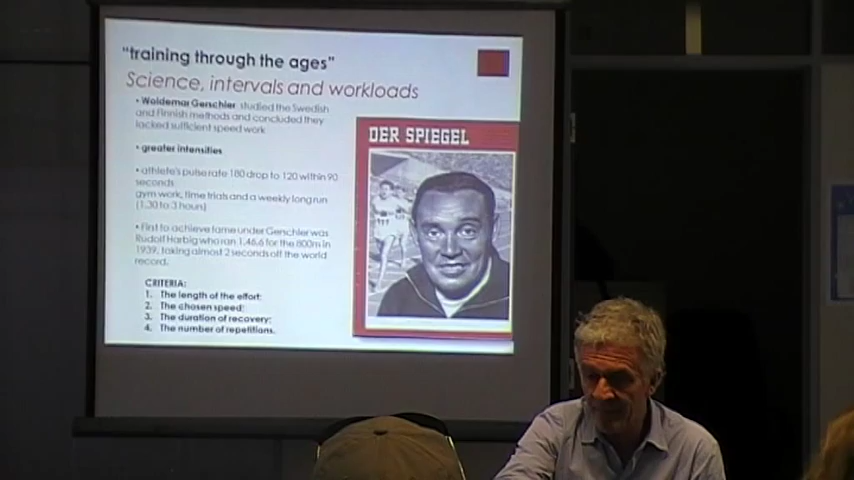 "training through the ages"
Science, intervals and workloads
• Waldemar Gerschler studied the Swedish
and Finnish methods and concluded they
lacked sufficient speed work
• greater intensities
• athlete's pulse rate 180 drop to 120 within 90
seconds
gym work, time trials and a weekly long run
(1.30 to 3 hours)
• First to achieve fame under Gerschler was
Rudolf Harbig who ran 1.46.6 for the 800m in
1939, taking almost 2 seconds off the world
record.
CRITERIA:
1. The length of the effort;
2. The chosen speed;
3. The duration of recovery;
4. The number of repetitions.
DER SPIEGEL